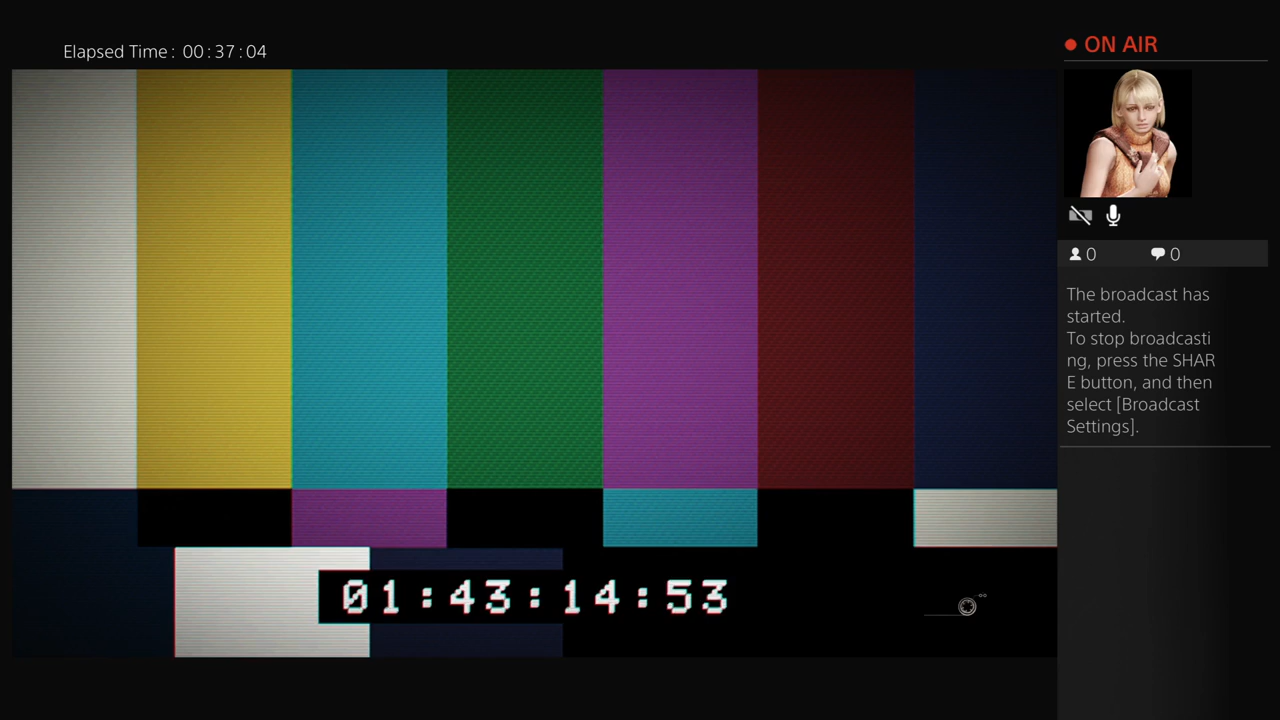 Elapsed Time: 00:37:04
ON AIR
0 0
The broadcast has
started.
To stop broadcasti
ng, press the SHAR
E button, and then
select [Broadcast
Settings].
01:43:14:53